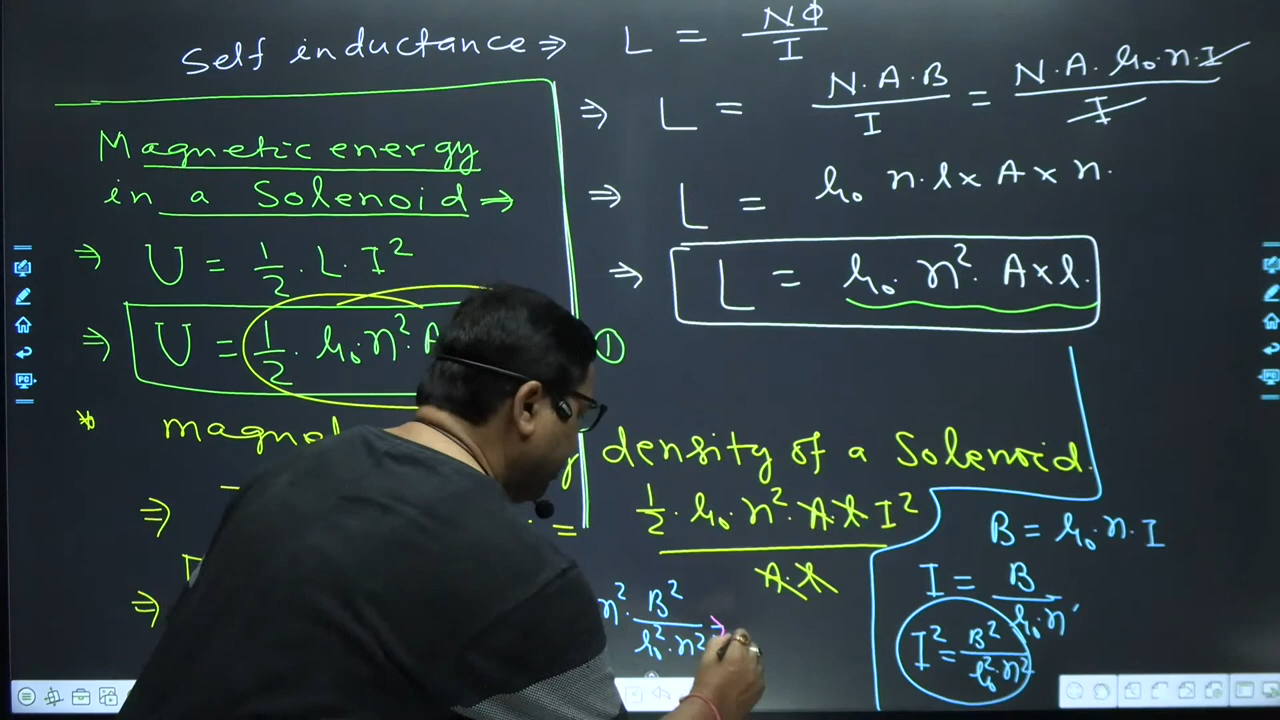 Self inductance ⇒ L = NΦ/I
⇒ L = N.A.B/I = N.A.μ₀.n.I/I
Magnetic energy
in a Solenoid ⇒
⇒ L = μ₀ n.l×A×n.
⇒ U = 1/2.L.I²
⇒ L = μ₀.n².A×l.
⇒ U = 1/2.μ₀.n².A
①
density of a Solenoid.
⇒ = 1/2.μ₀.n².A.l I²/A.l
B = μ₀.n.I
I = B/μ₀.n
⇒ n².B²/μ₀².n² =
I² = B²/μ₀².n²